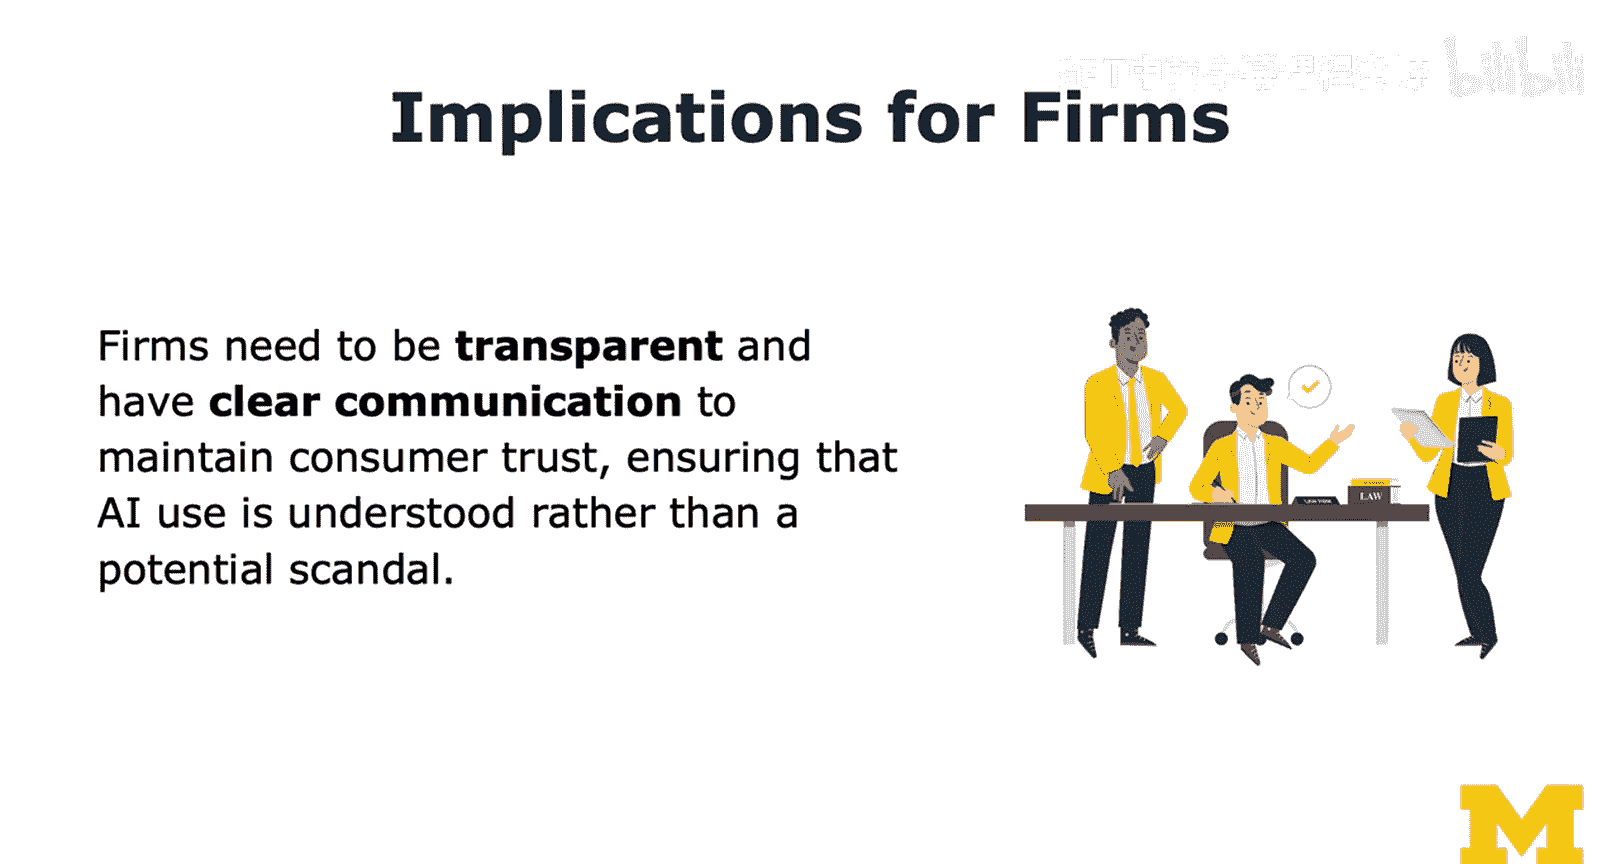 bilibili
Implications for Firms
Firms need to be transparent and
have clear communication to
maintain consumer trust, ensuring that
AI use is understood rather than a
potential scandal.
LAW
M